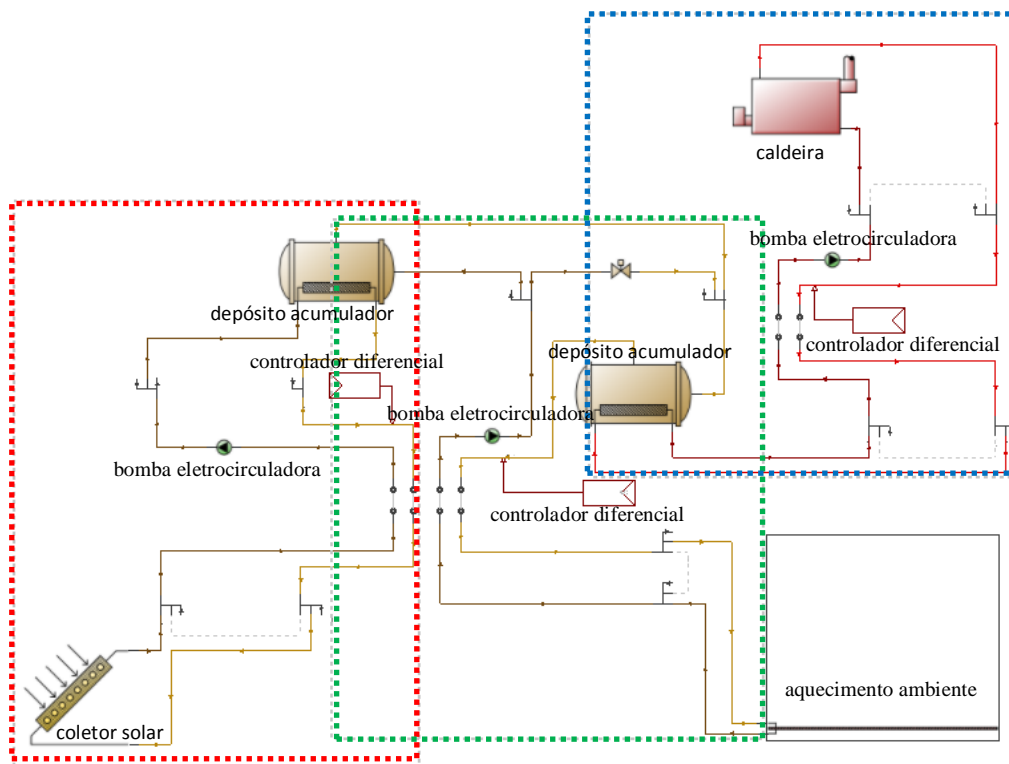 caldeira
bomba eletrocirculadora
depósito acumulador
controlador diferencial
depósito acumulador
controlador diferencial
bomba eletrocirculadora
bomba eletrocirculadora
controlador diferencial
aquecimento ambiente
coletor solar